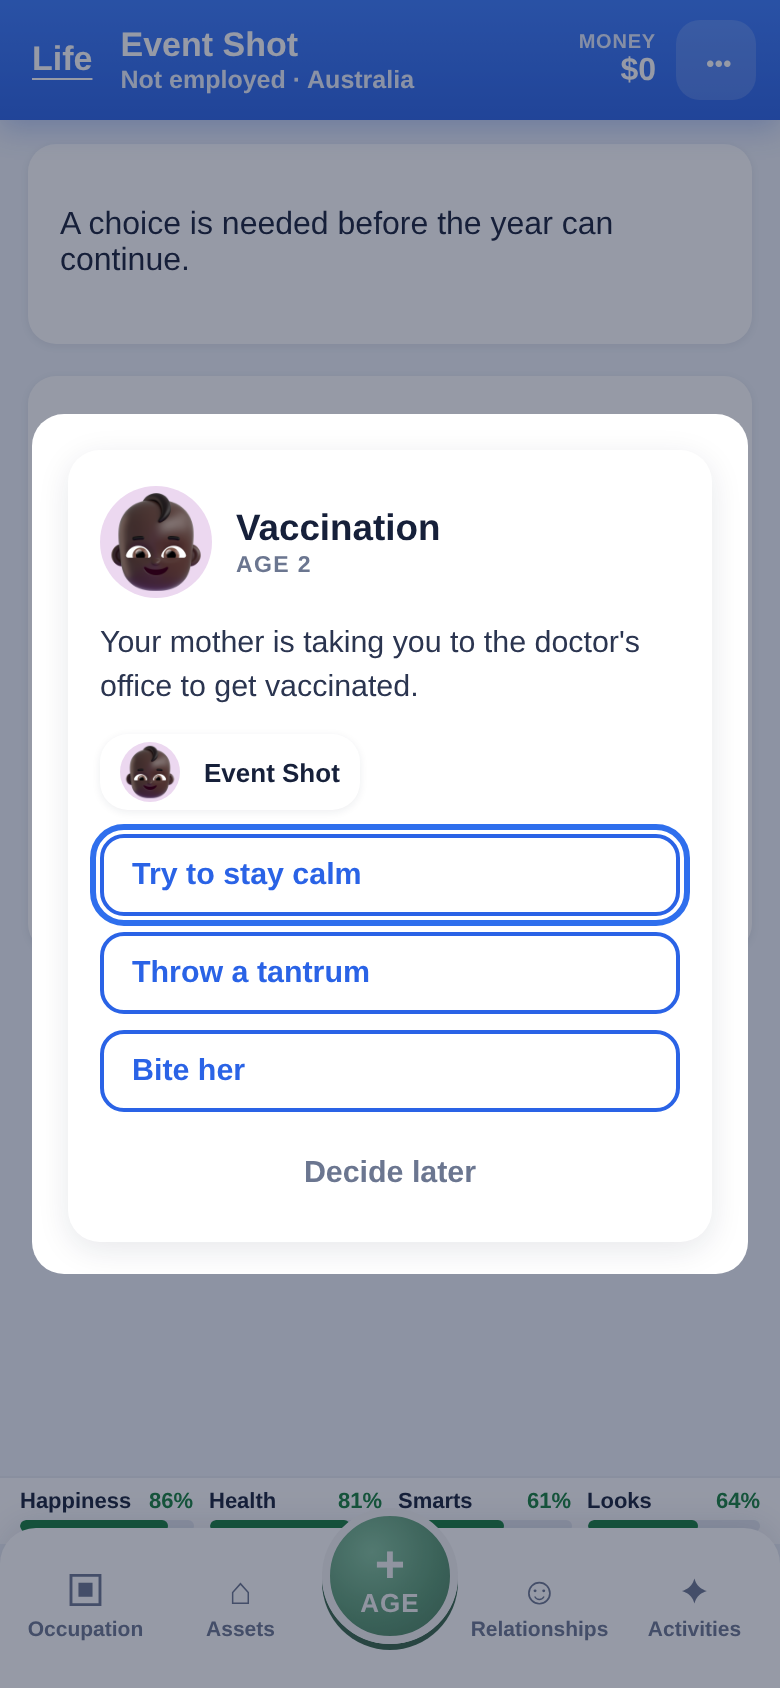 Life
Event Shot
Not employed · Australia
MONEY
$0
A choice is needed before the year can
continue.
Vaccination
AGE 2
Your mother is taking you to the doctor's
office to get vaccinated.
Event Shot
Try to stay calm
Throw a tantrum
Bite her
Decide later
Happiness 86% Health 81% Smarts 61% Looks 64%
+
AGE
Occupation Assets Relationships Activities